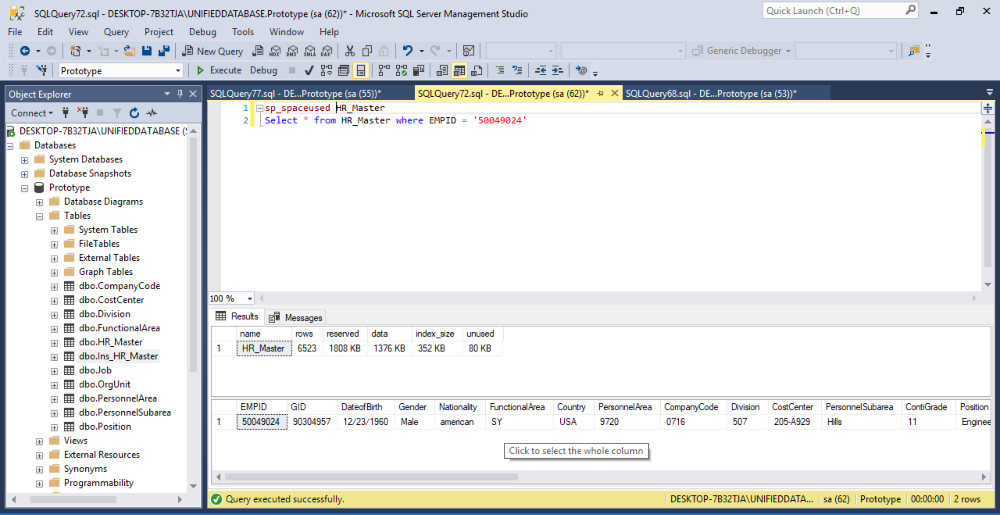 SQLQuery72.sql - DESKTOP-7B32TJA\UNIFIEDDATABASE.Prototype (sa (62))* - Microsoft SQL Server Management Studio
Quick Launch (Ctrl+Q)
File Edit View Query Project Debug Tools Window Help
New Query MDX DMX XMLA DAX Generic Debugger
Prototype Execute Debug
Object Explorer
Connect
DESKTOP-7B32TJA\UNIFIEDDATABASE (
Databases
System Databases
Database Snapshots
Prototype
Database Diagrams
Tables
System Tables
FileTables
External Tables
Graph Tables
dbo.CompanyCode
dbo.CostCenter
dbo.Division
dbo.FunctionalArea
dbo.HR_Master
dbo.Ins_HR_Master
dbo.Job
dbo.OrgUnit
dbo.PersonnelArea
dbo.PersonnelSubarea
dbo.Position
Views
External Resources
Synonyms
Programmability
SQLQuery77.sql - DE...Prototype (sa (55))* SQLQuery72.sql - DE...Prototype (sa (62))* SQLQuery68.sql - DE...Prototype (sa (53))*
1 sp_spaceused HR_Master
2 Select * from HR_Master where EMPID = '50049024'
100 %
Results Messages
name rows reserved data index_size unused
1 HR_Master 6523 1808 KB 1376 KB 352 KB 80 KB
EMPID GID DateofBirth Gender Nationality FunctionalArea Country PersonnelArea CompanyCode Division CostCenter PersonnelSubarea ContiGrade Position
1 50049024 90304957 12/23/1960 Male american SY USA 9720 0716 507 205-A929 Hills 11 Enginee
Click to select the whole column
Query executed successfully. DESKTOP-7B32TJA\UNIFIEDDATA... sa (62) Prototype 00:00:00 2 rows